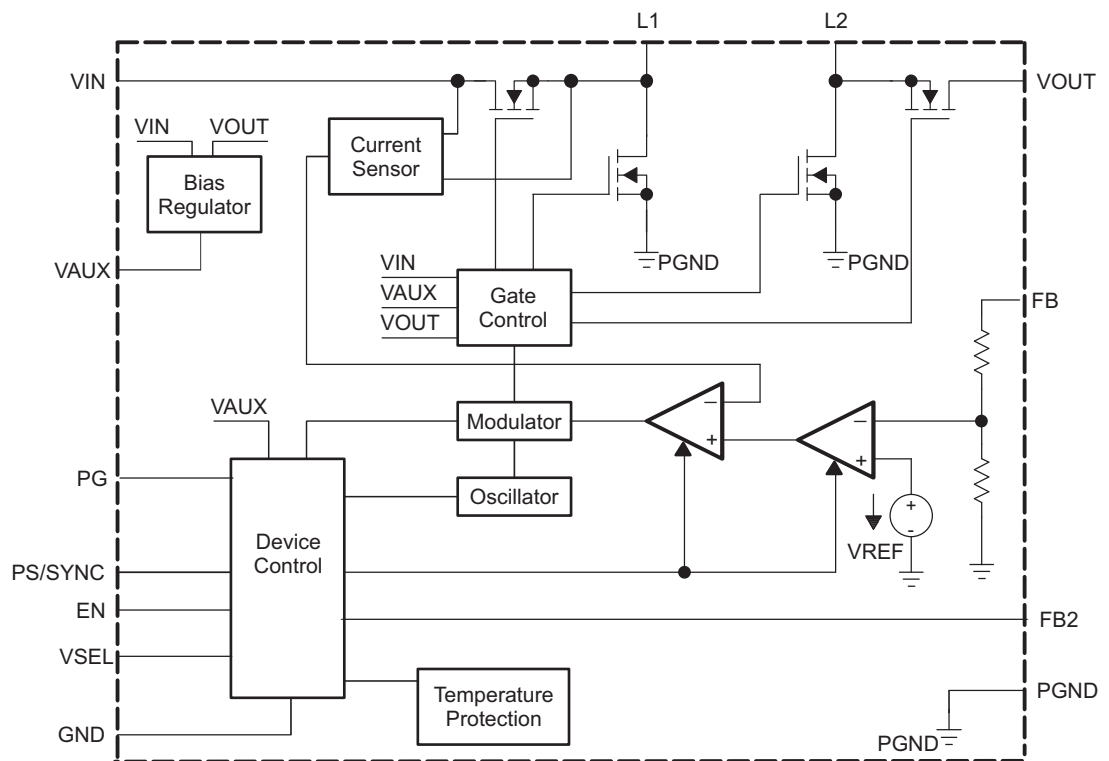 L1
L2
VIN
VOUT
Current
Sensor
VIN
VOUT
Bias
Regulator
VAUX
PGND
PGND
VIN
VAUX
VOUT
Gate
Control
FB
VAUX
Modulator
−
+
−
+
PG
Oscillator
+
-
VREF
Device
Control
PS/SYNC
EN
FB2
VSEL
Temperature
Protection
PGND
GND
PGND